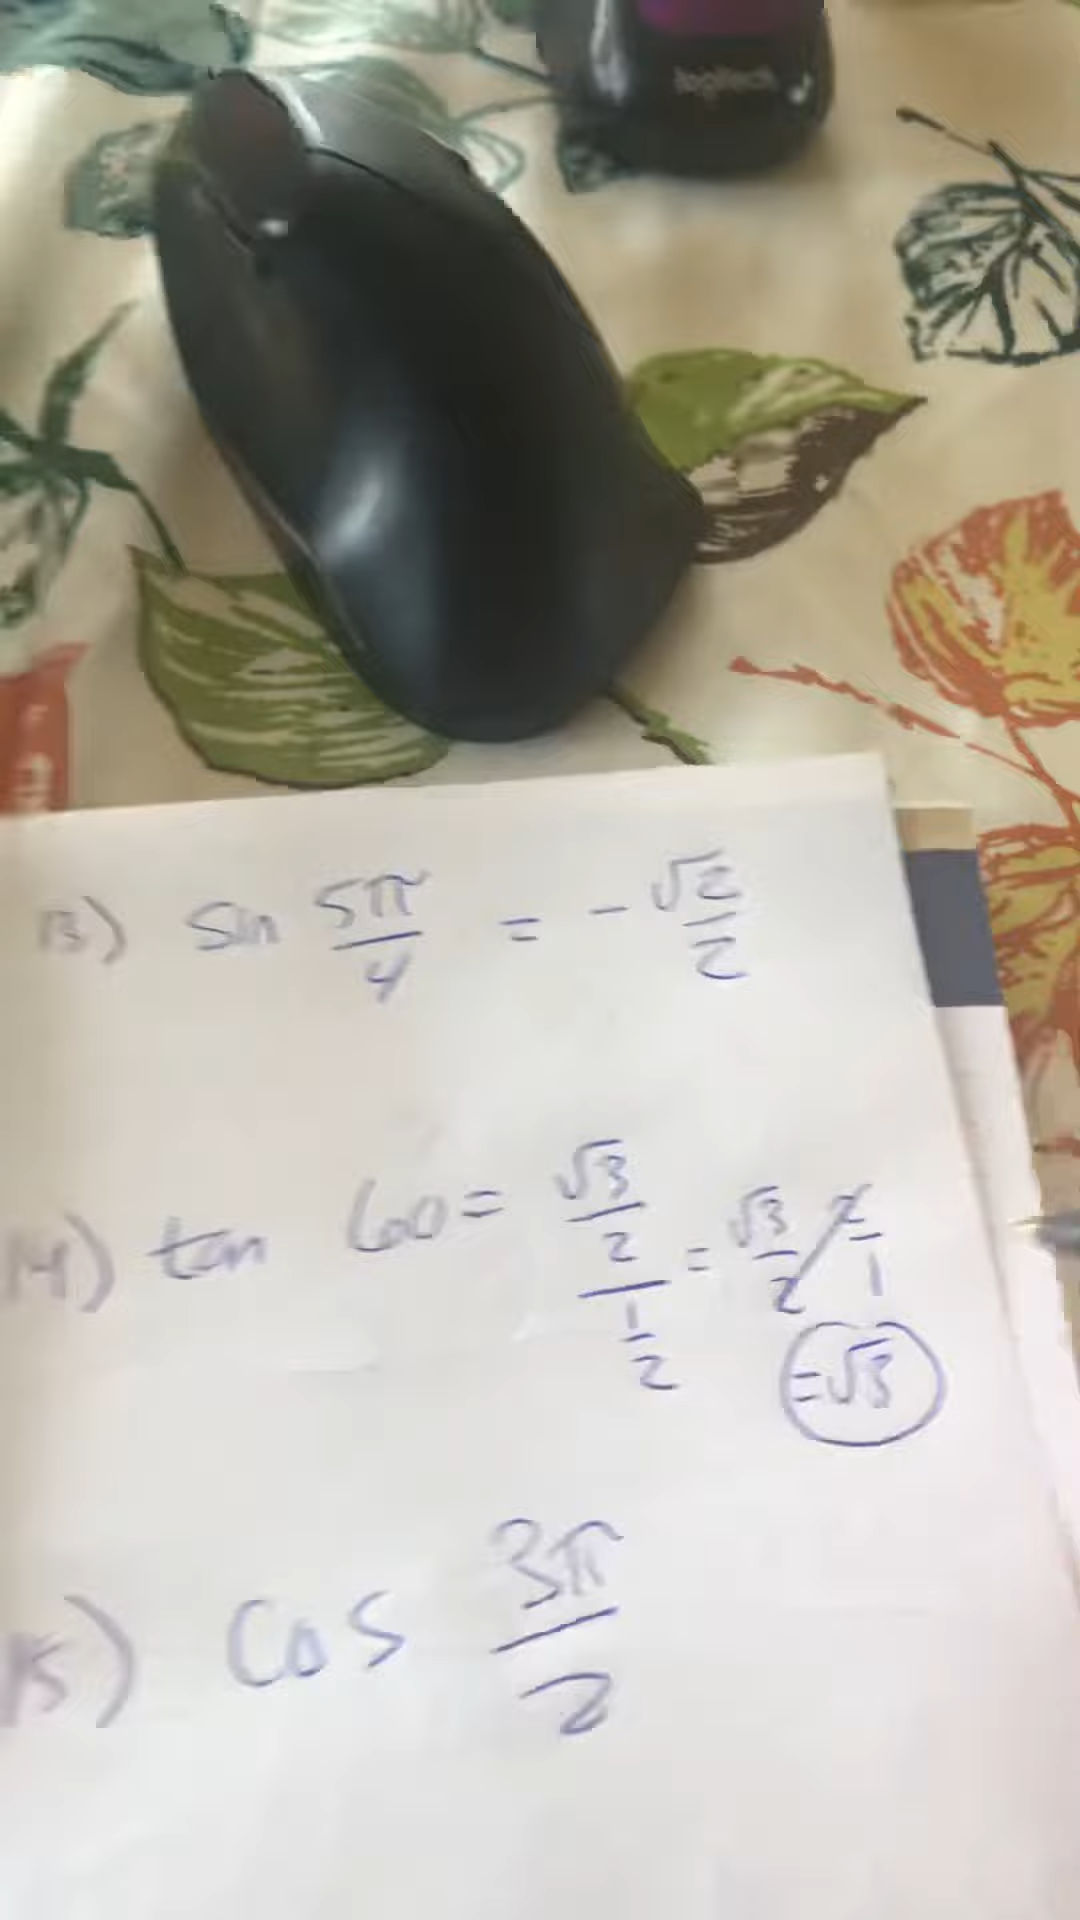 logitech
13) sin 5π/4 = - √2/2
14) tan 60 = (√3/2)/(1/2) = √3/2 2/1
= √3
15) cos 3π/2